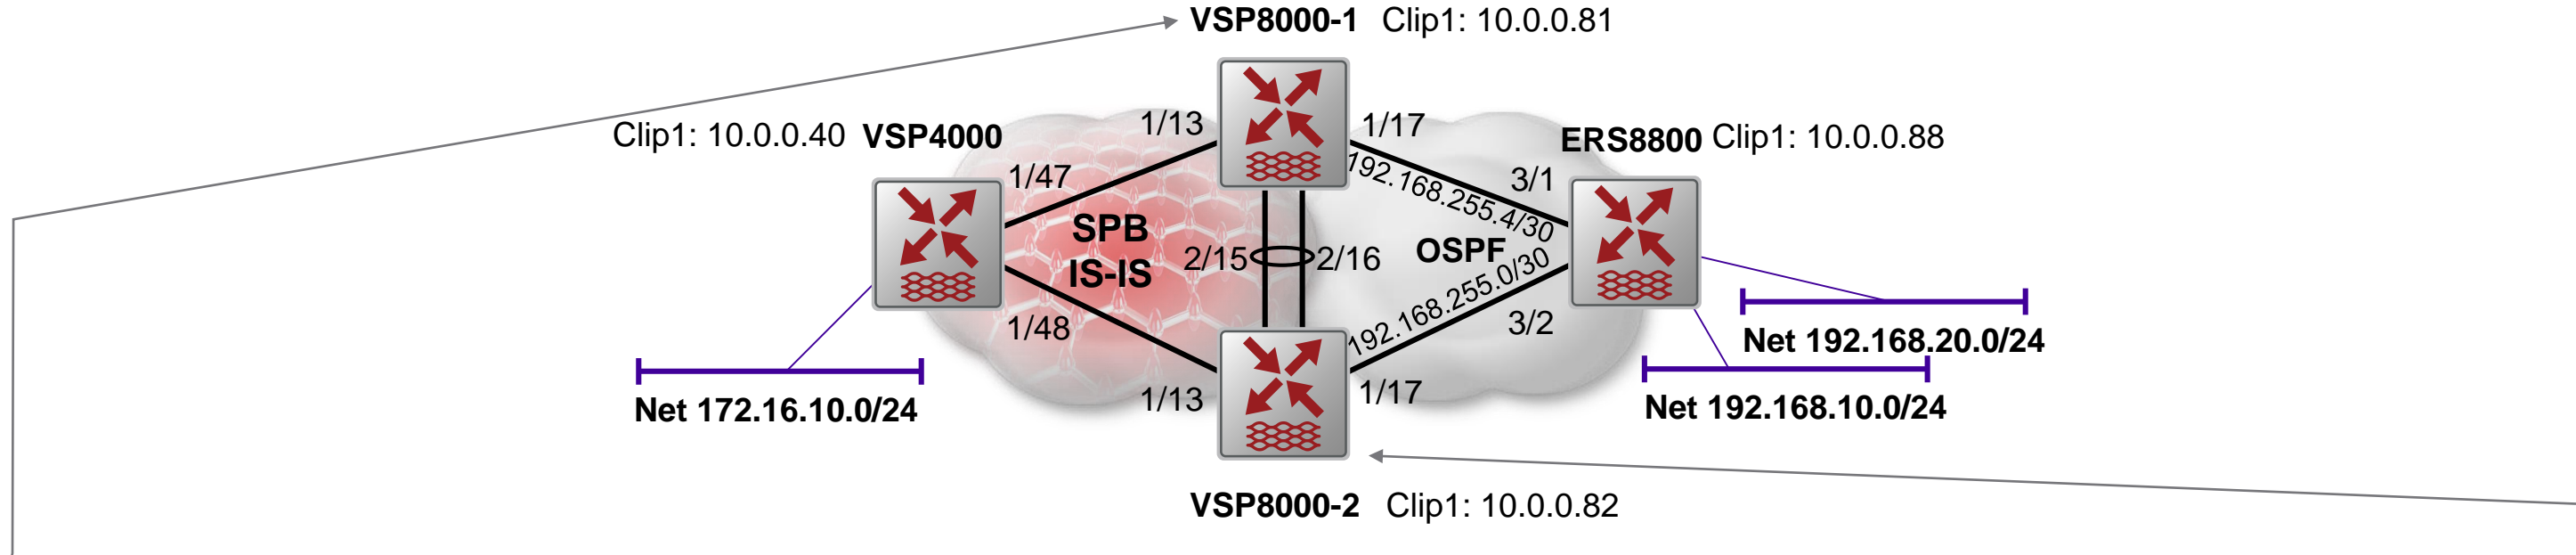 VSP8000-1 Clip1: 10.0.0.81
Clip1: 10.0.0.40 VSP4000
1/13
1/17
ERS8800 Clip1: 10.0.0.88
1/47
3/1
192.168.255.4/30
SPB
IS-IS
2/15
2/16
OSPF
192.168.255.0/30
1/48
3/2
Net 192.168.20.0/24
Net 172.16.10.0/24
1/13
1/17
Net 192.168.10.0/24
VSP8000-2 Clip1: 10.0.0.82